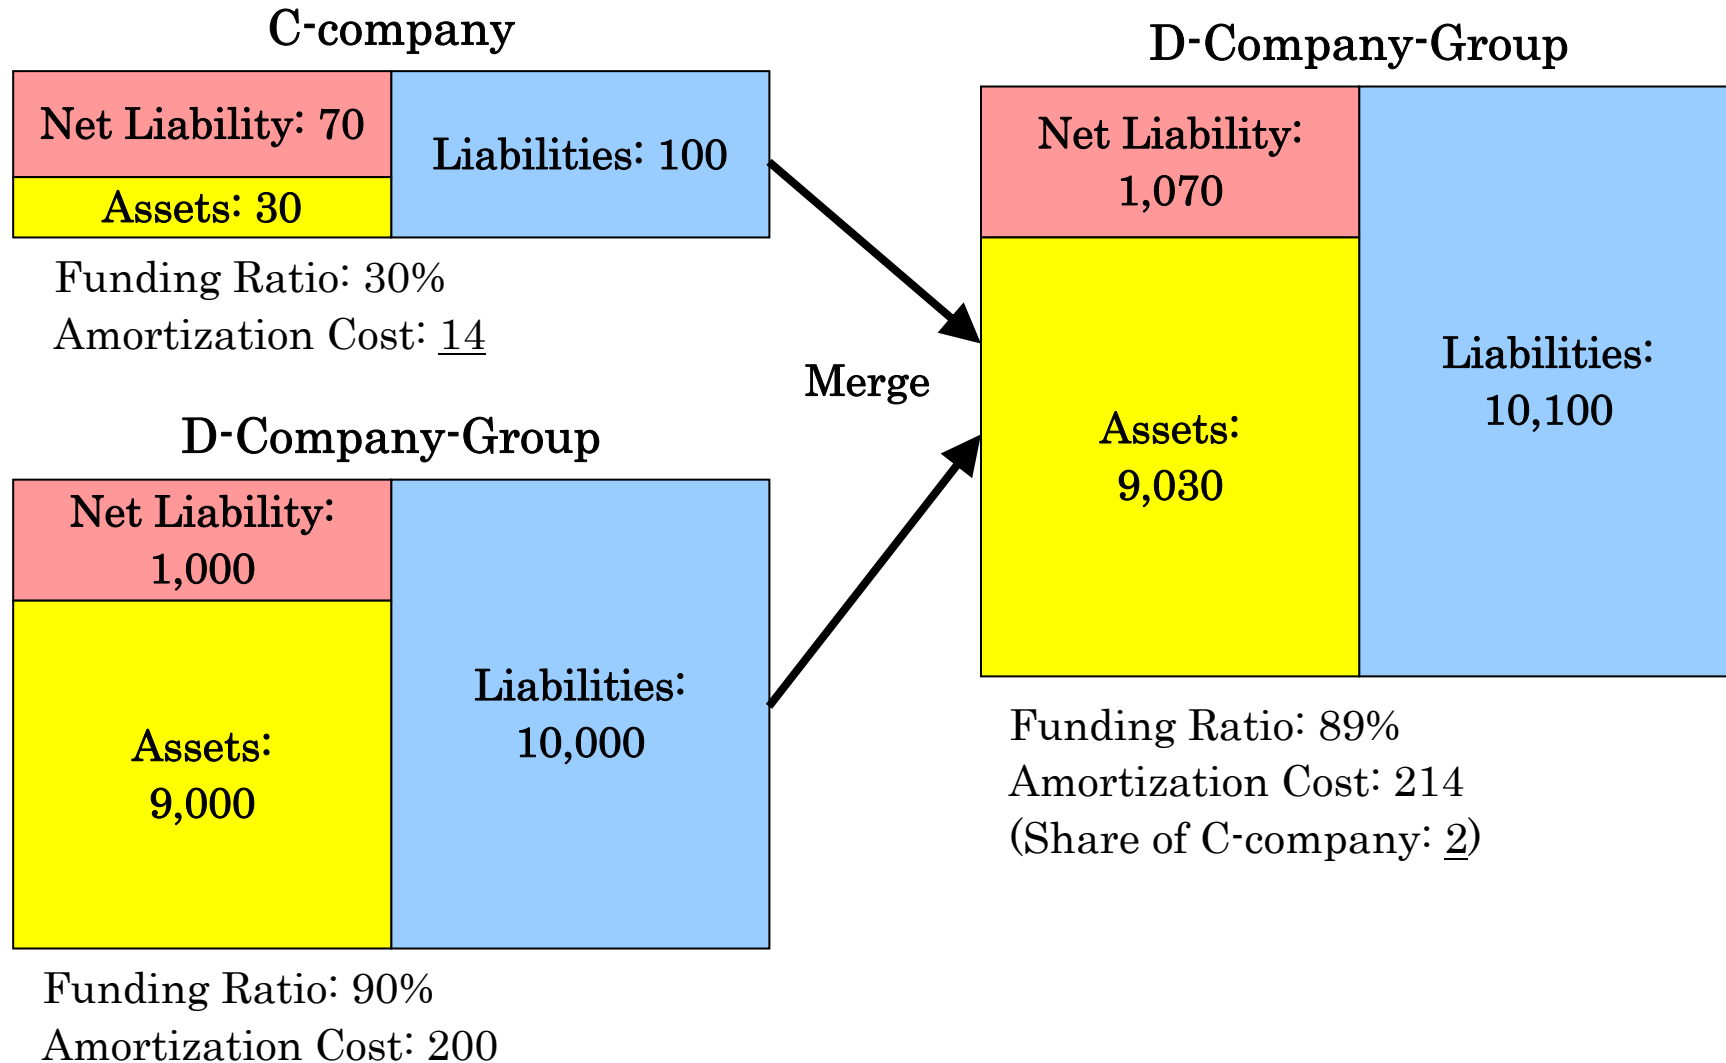 C-company
Net Liability: 70
Assets: 30
Liabilities: 100
Funding Ratio: 30%
Amortization Cost: 14
D-Company-Group
Net Liability:
1,000
Assets:
9,000
Liabilities:
10,000
Funding Ratio: 90%
Amortization Cost: 200
Merge
D-Company-Group
Net Liability:
1,070
Assets:
9,030
Liabilities:
10,100
Funding Ratio: 89%
Amortization Cost: 214
(Share of C-company: 2)